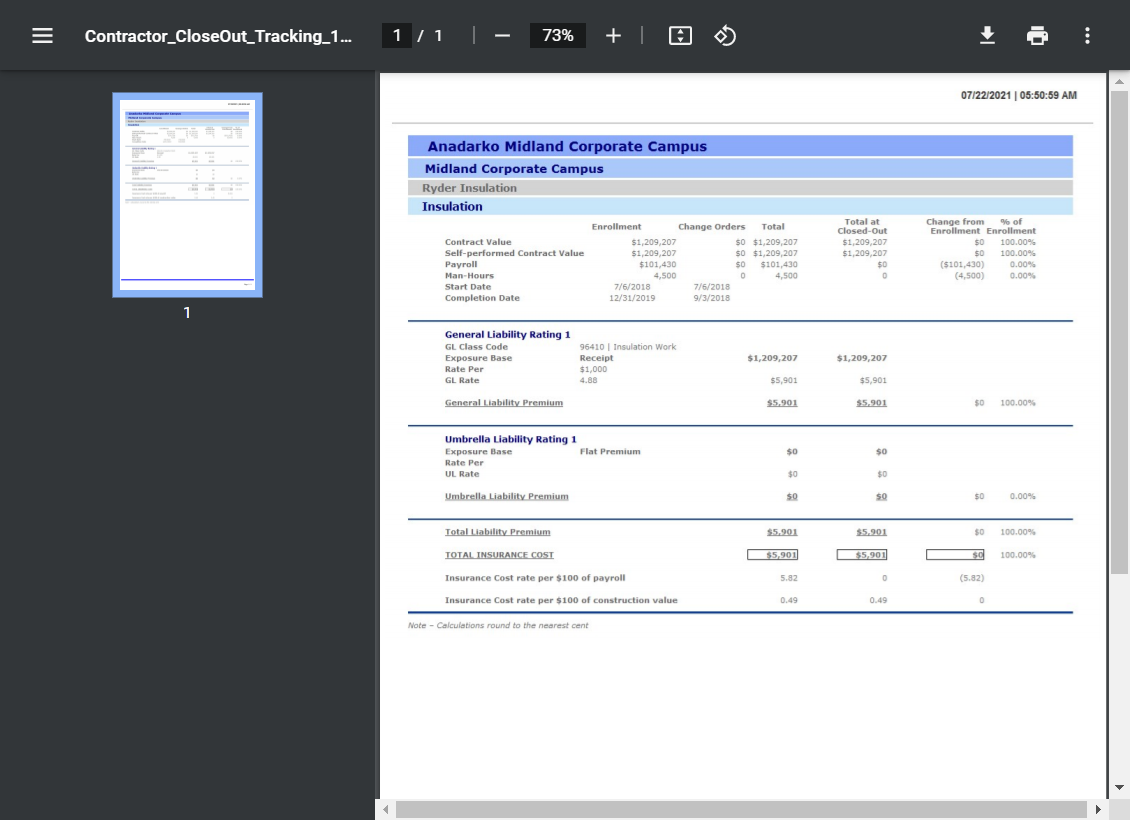 Contractor_CloseOut_Tracking_1... 1 / 1 73%
07/22/2021 | 05:50:59 AM
Anadarko Midland Corporate Campus
Midland Corporate Campus
Ryder Insulation
Insulation
Enrollment Change Orders Total Total at Closed-Out Change from Enrollment % of Enrollment
Contract Value $1,209,207 $0 $1,209,207 $1,209,207 $0 100.00%
Self-performed Contract Value $1,209,207 $0 $1,209,207 $1,209,207 $0 100.00%
Payroll $101,430 $0 $101,430 $0 ($101,430) 0.00%
Man-Hours 4,500 0 4,500 0 (4,500) 0.00%
Start Date 7/6/2018 7/6/2018
Completion Date 12/31/2019 9/3/2018
General Liability Rating 1
GL Class Code 96410 | Insulation Work
Exposure Base Receipt $1,209,207 $1,209,207
Rate Per $1,000
GL Rate 4.88 $5,901 $5,901
General Liability Premium $5,901 $5,901 $0 100.00%
Umbrella Liability Rating 1
Exposure Base Flat Premium $0 $0
Rate Per
UL Rate $0 $0
Umbrella Liability Premium $0 $0 $0 0.00%
Total Liability Premium $5,901 $5,901 $0 100.00%
TOTAL INSURANCE COST $5,901 $5,901 $0 100.00%
Insurance Cost rate per $100 of payroll 5.82 0 (5.82)
Insurance Cost rate per $100 of construction value 0.49 0.49 0
Note – Calculations round to the nearest cent
1